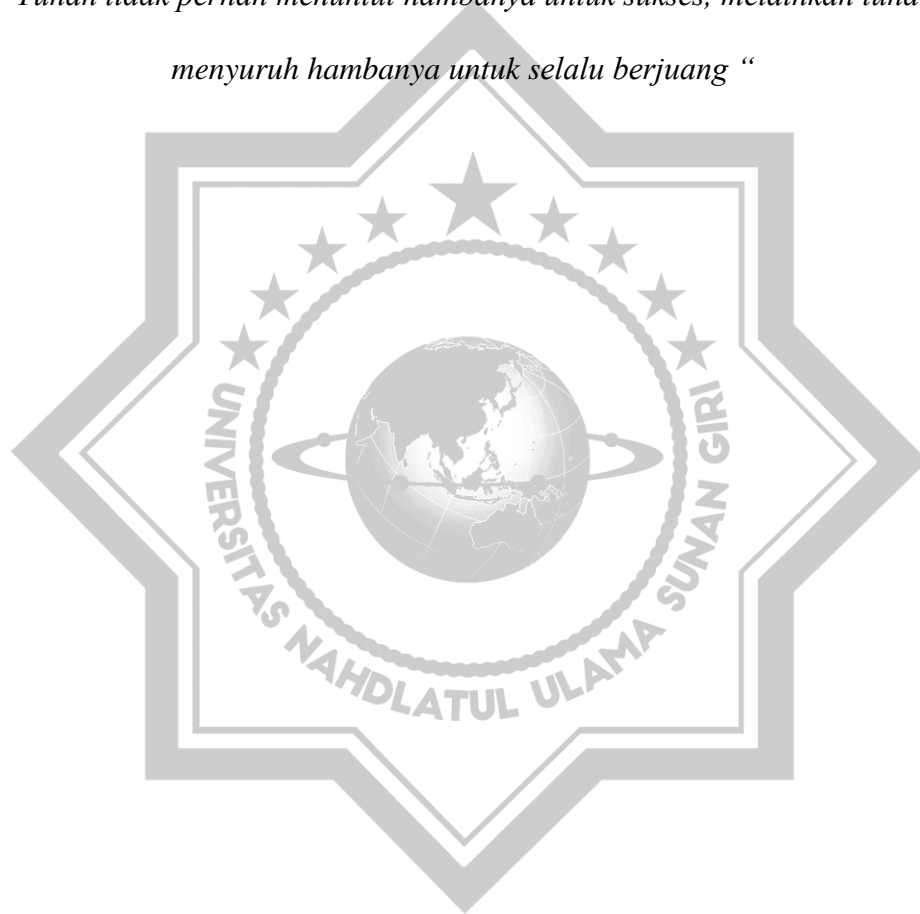 Tuhan tidak pernah menuntut hambanya untuk sukses, melainkan
menyuruh hambanya untuk selalu berjuang “
UNIVERSITAS NAHDLATUL ULAMA SUNAN GIRI